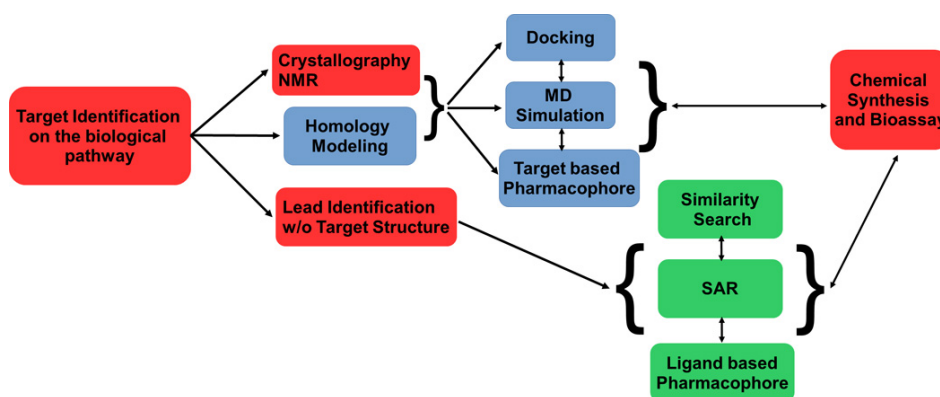 Target Identification
on the biological
pathway
Crystallography
NMR
Homology
Modeling
Lead Identification
w/o Target Structure
Docking
MD
Simulation
Target based
Pharmacophore
Similarity
Search
SAR
Ligand based
Pharmacophore
Chemical
Synthesis
and Bioassay